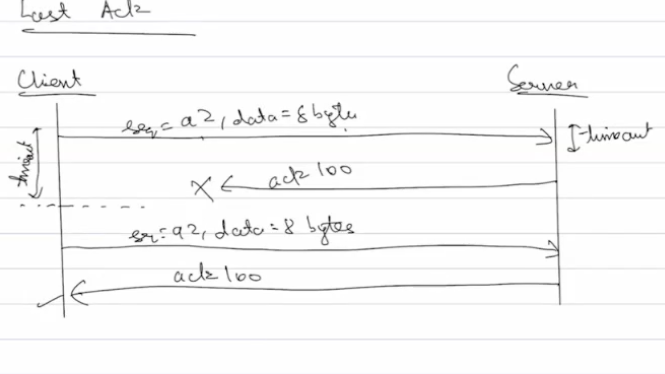 Lost Ack
Client
Server
seq = 92, data = 8 bytes
timeout
timeout
ack 100
X
seq = 92, data = 8 bytes
ack 100